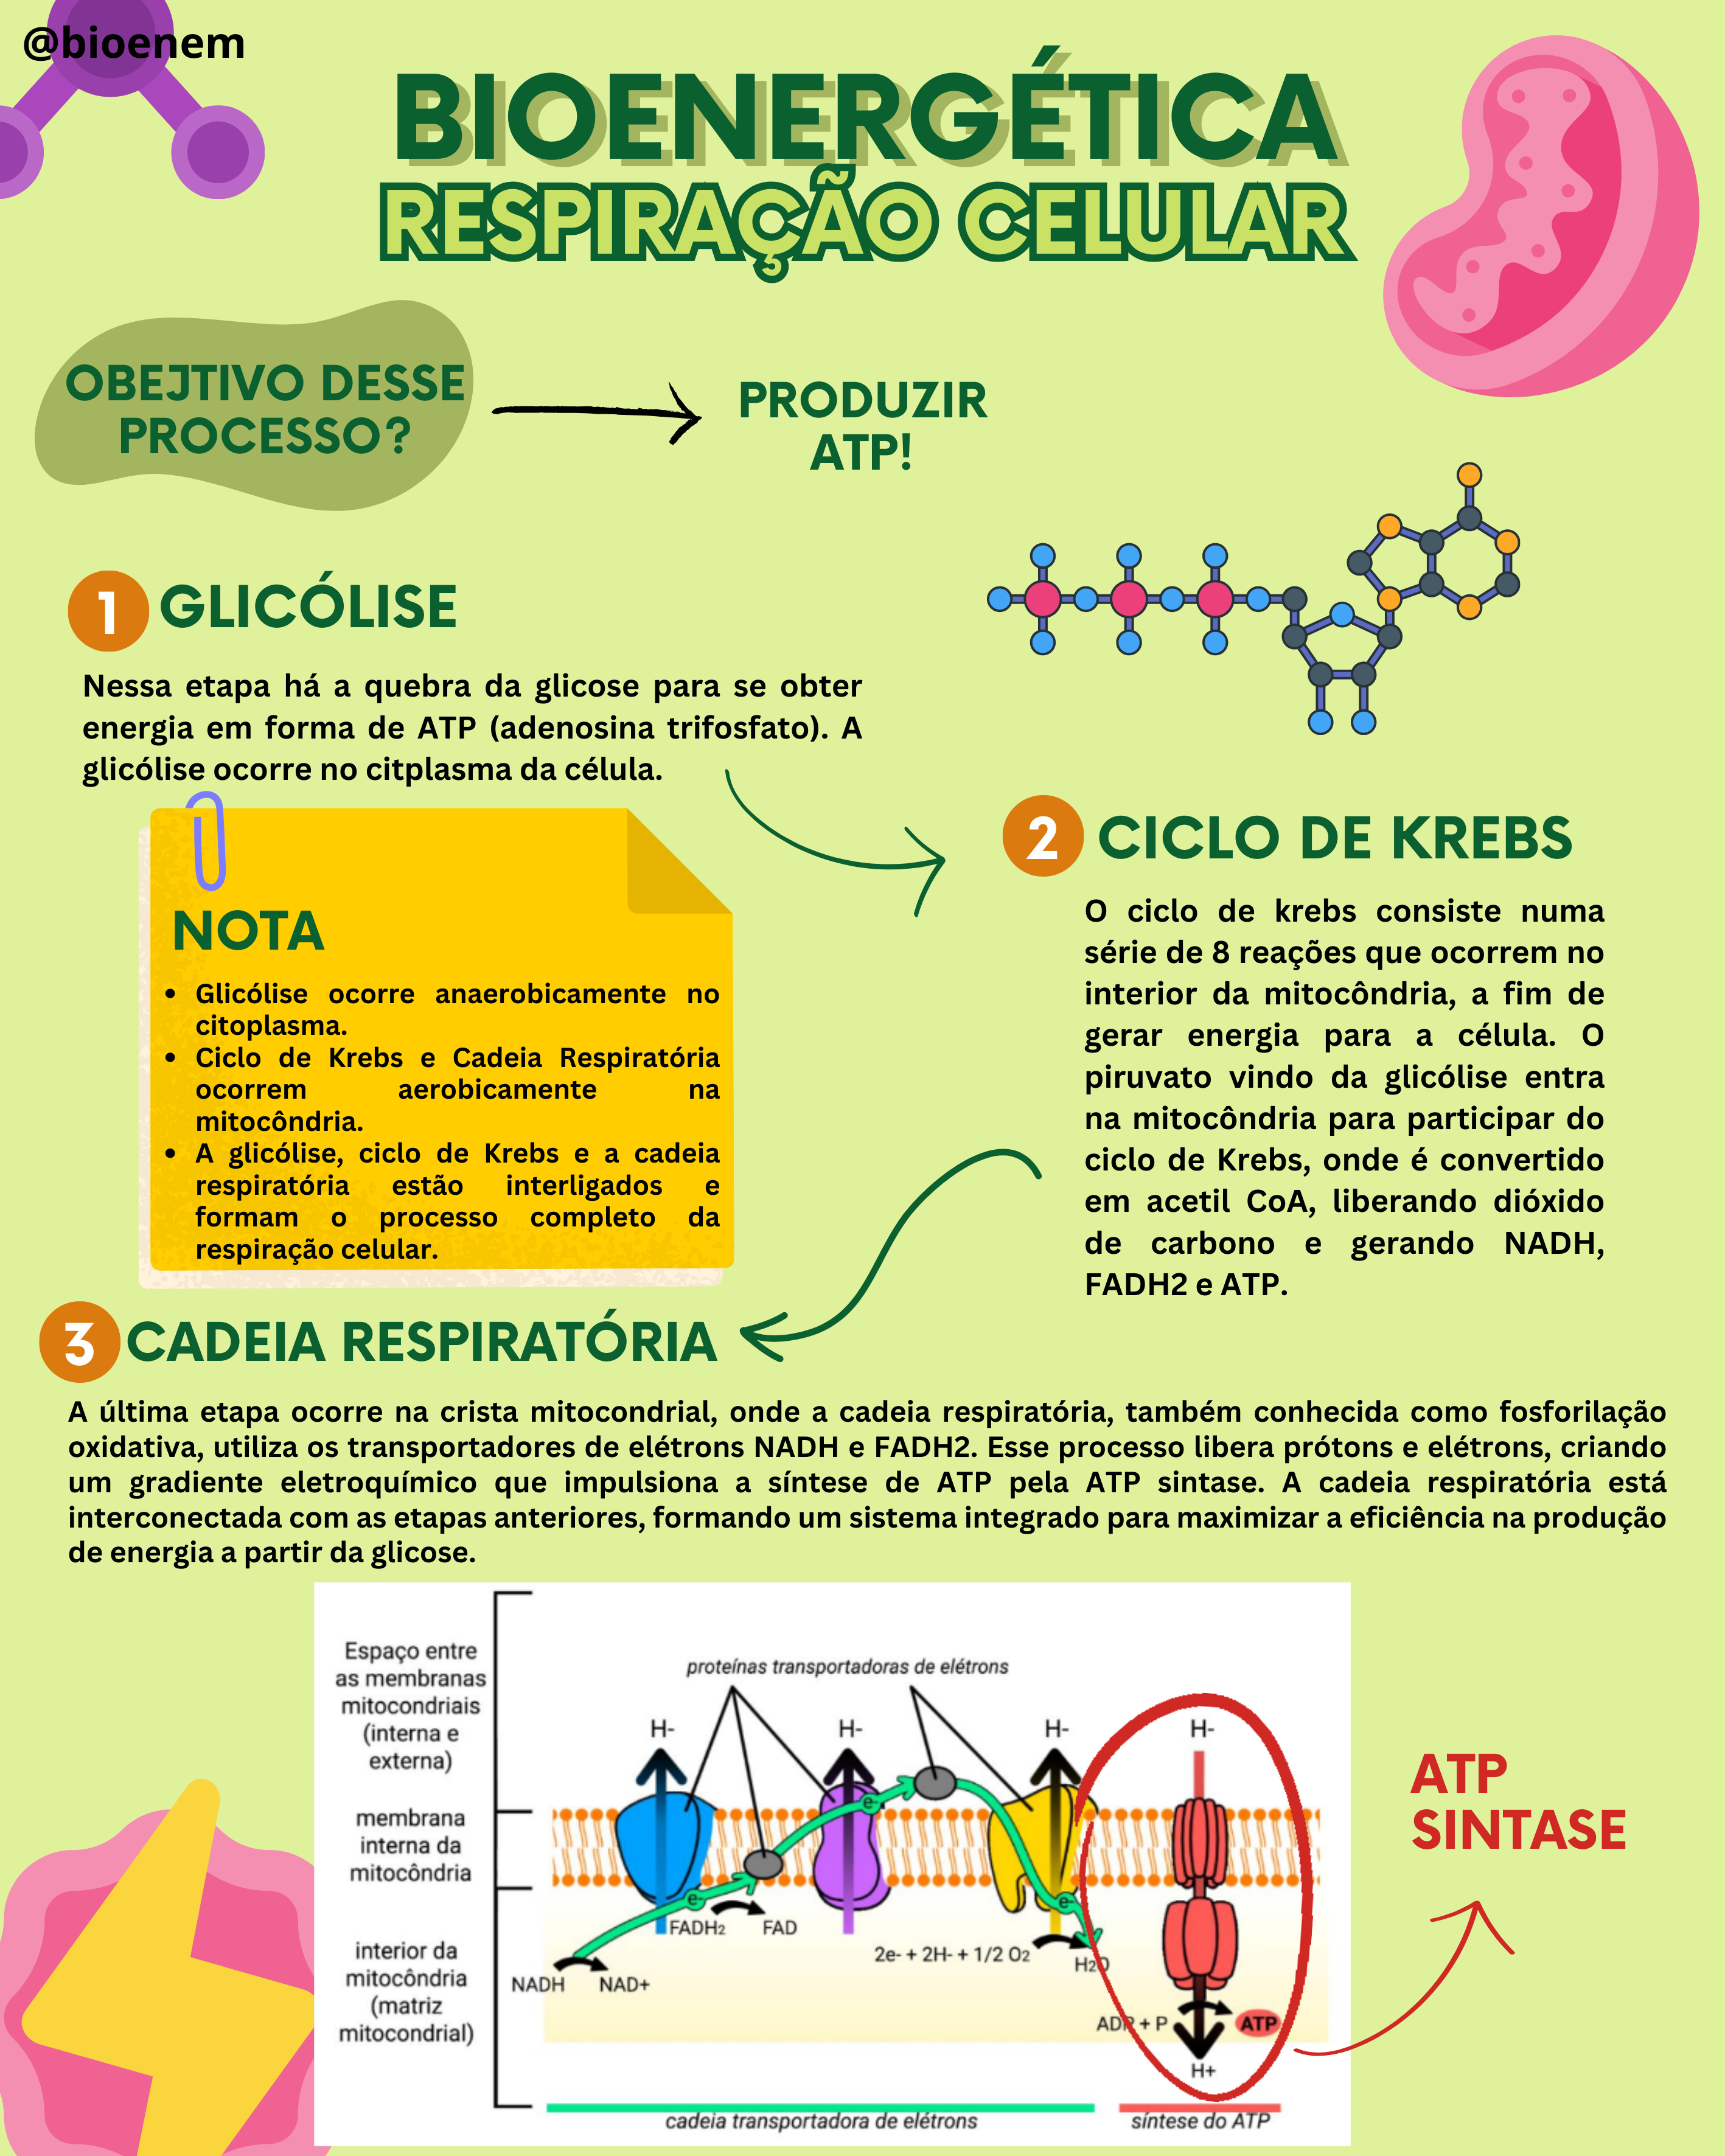 @bioenem
BIOENERGÉTICA
RESPIRAÇÃO CELULAR
OBEJTIVO DESSE
PROCESSO?
PRODUZIR
ATP!
1 GLICÓLISE
Nessa etapa há a quebra da glicose para se obter
energia em forma de ATP (adenosina trifosfato). A
glicólise ocorre no citplasma da célula.
NOTA
• Glicólise ocorre anaerobicamente no
citoplasma.
• Ciclo de Krebs e Cadeia Respiratória
ocorrem aerobicamente na
mitocôndria.
• A glicólise, ciclo de Krebs e a cadeia
respiratória estão interligados e
formam o processo completo da
respiração celular.
2 CICLO DE KREBS
O ciclo de krebs consiste numa
série de 8 reações que ocorrem no
interior da mitocôndria, a fim de
gerar energia para a célula. O
piruvato vindo da glicólise entra
na mitocôndria para participar do
ciclo de Krebs, onde é convertido
em acetil CoA, liberando dióxido
de carbono e gerando NADH,
FADH2 e ATP.
3 CADEIA RESPIRATÓRIA
A última etapa ocorre na crista mitocondrial, onde a cadeia respiratória, também conhecida como fosforilação
oxidativa, utiliza os transportadores de elétrons NADH e FADH2. Esse processo libera prótons e elétrons, criando
um gradiente eletroquímico que impulsiona a síntese de ATP pela ATP sintase. A cadeia respiratória está
interconectada com as etapas anteriores, formando um sistema integrado para maximizar a eficiência na produção
de energia a partir da glicose.
Espaço entre
as membranas
mitocondriais
(interna e
externa)
membrana
interna da
mitocôndria
interior da
mitocôndria
(matriz
mitocondrial)
proteínas transportadoras de elétrons
H-
H-
H-
H-
e-
e-
e-
FADH2
FAD
NADH
NAD+
2e- + 2H- + 1/2 O2
H2O
ADP + P
ATP
H+
cadeia transportadora de elétrons
síntese do ATP
ATP
SINTASE